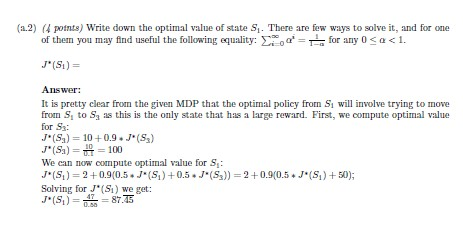 (a.2) (4 points) Write down the optimal value of state S₁. There are few ways to solve it, and for one
of them you may find useful the following equality: ∑_{i=0}^{∞} αⁱ = 1/(1−α) for any 0 ≤ α < 1.
J*(S₁) =
Answer:
It is pretty clear from the given MDP that the optimal policy from S₁ will involve trying to move
from S₁ to S₃ as this is the only state that has a large reward. First, we compute optimal value
for S₃:
J*(S₃) = 10 + 0.9 * J*(S₃)
J*(S₃) = 10/0.1 = 100
We can now compute optimal value for S₁:
J*(S₁) = 2 + 0.9(0.5 * J*(S₁) + 0.5 * J*(S₃)) = 2 + 0.9(0.5 * J*(S₁) + 50);
Solving for J*(S₁) we get:
J*(S₁) = 47/0.55 = 87.4̅5̅